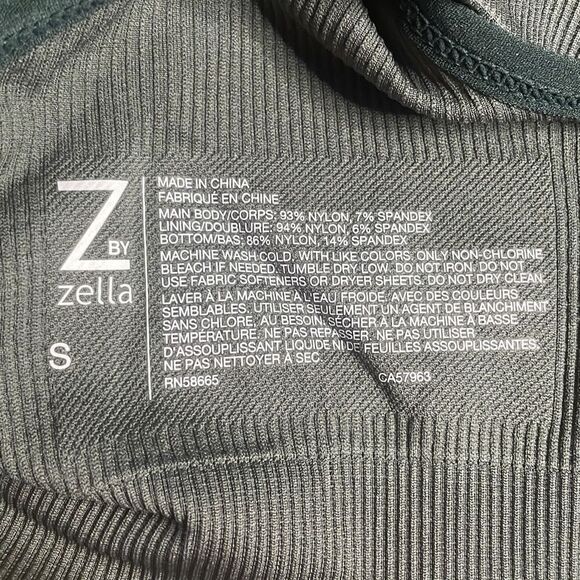 Z BY
zella
S
MADE IN CHINA
FABRIQUÉ EN CHINE
MAIN BODY/CORPS: 93% NYLON, 7% SPANDEX
LINING/DOUBLURE: 94% NYLON, 6% SPANDEX
BOTTOM/BAS: 86% NYLON, 14% SPANDEX
MACHINE WASH COLD. WITH LIKE COLORS. ONLY NON-CHLORINE
BLEACH IF NEEDED. TUMBLE DRY LOW. DO NOT IRON. DO NOT
USE FABRIC SOFTENERS OR DRYER SHEETS. DO NOT DRY CLEAN.
LAVER À LA MACHINE À L'EAU FROIDE. AVEC DES COULEURS
SEMBLABLES. UTILISER SEULEMENT UN AGENT DE BLANCHIMENT
SANS CHLORE, AU BESOIN. SÉCHER À LA MACHINE À BASSE
TEMPÉRATURE. NE PAS REPASSER. NE PAS UTILISER
D'ASSOUPLISSANT LIQUIDE NI DE FEUILLES ASSOUPLISSANTES.
NE PAS NETTOYER À SEC.
RN58665 CA57963